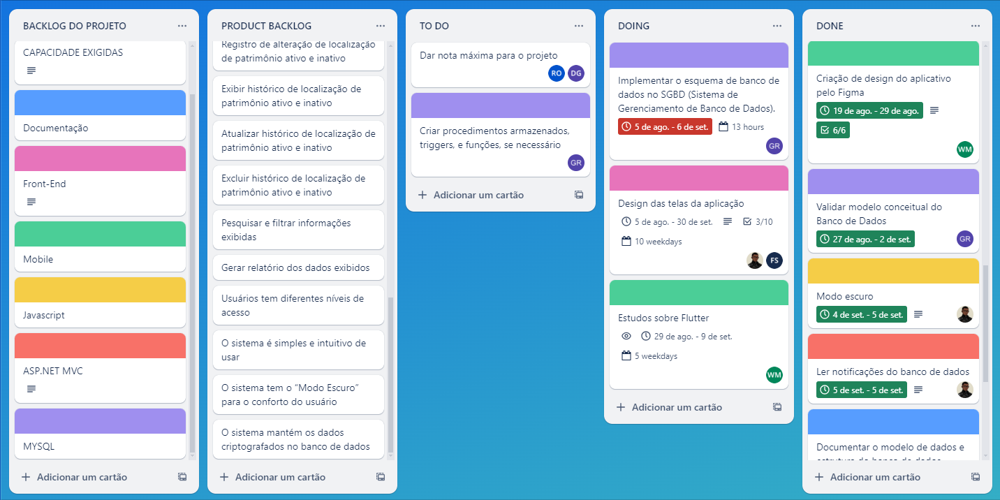 BACKLOG DO PROJETO
CAPACIDADE EXIGIDAS
Documentação
Front-End
Mobile
Javascript
ASP.NET MVC
MYSQL
Adicionar um cartão
PRODUCT BACKLOG
Registro de alteração de localização
de patrimônio ativo e inativo
Exibir histórico de localização de
patrimônio ativo e inativo
Atualizar histórico de localização de
patrimônio ativo e inativo
Excluir histórico de localização de
patrimônio ativo e inativo
Pesquisar e filtrar informações
exibidas
Gerar relatório dos dados exibidos
Usuários tem diferentes níveis de
acesso
O sistema é simples e intuitivo de
usar
O sistema tem o “Modo Escuro”
para o conforto do usuário
O sistema mantém os dados
criptografados no banco de dados
Adicionar um cartão
TO DO
Dar nota máxima para o projeto
RO DG
Criar procedimentos armazenados,
triggers, e funções, se necessário
GR
Adicionar um cartão
DOING
Implementar o esquema de banco de
dados no SGBD (Sistema de
Gerenciamento de Banco de Dados).
5 de ago. - 6 de set. 13 hours
GR
Design das telas da aplicação
5 de ago. - 30 de set. 3/10
10 weekdays
FS
Estudos sobre Flutter
29 de ago. - 9 de set.
5 weekdays
WM
Adicionar um cartão
DONE
Criação de design do aplicativo
pelo Figma
19 de ago. - 29 de ago.
6/6
WM
Validar modelo conceitual do
Banco de Dados
27 de ago. - 2 de set. GR
Modo escuro
4 de set. - 5 de set.
Ler notificações do banco de dados
5 de set. - 5 de set.
Documentar o modelo de dados e
estrutura do banco de dados
Adicionar um cartão